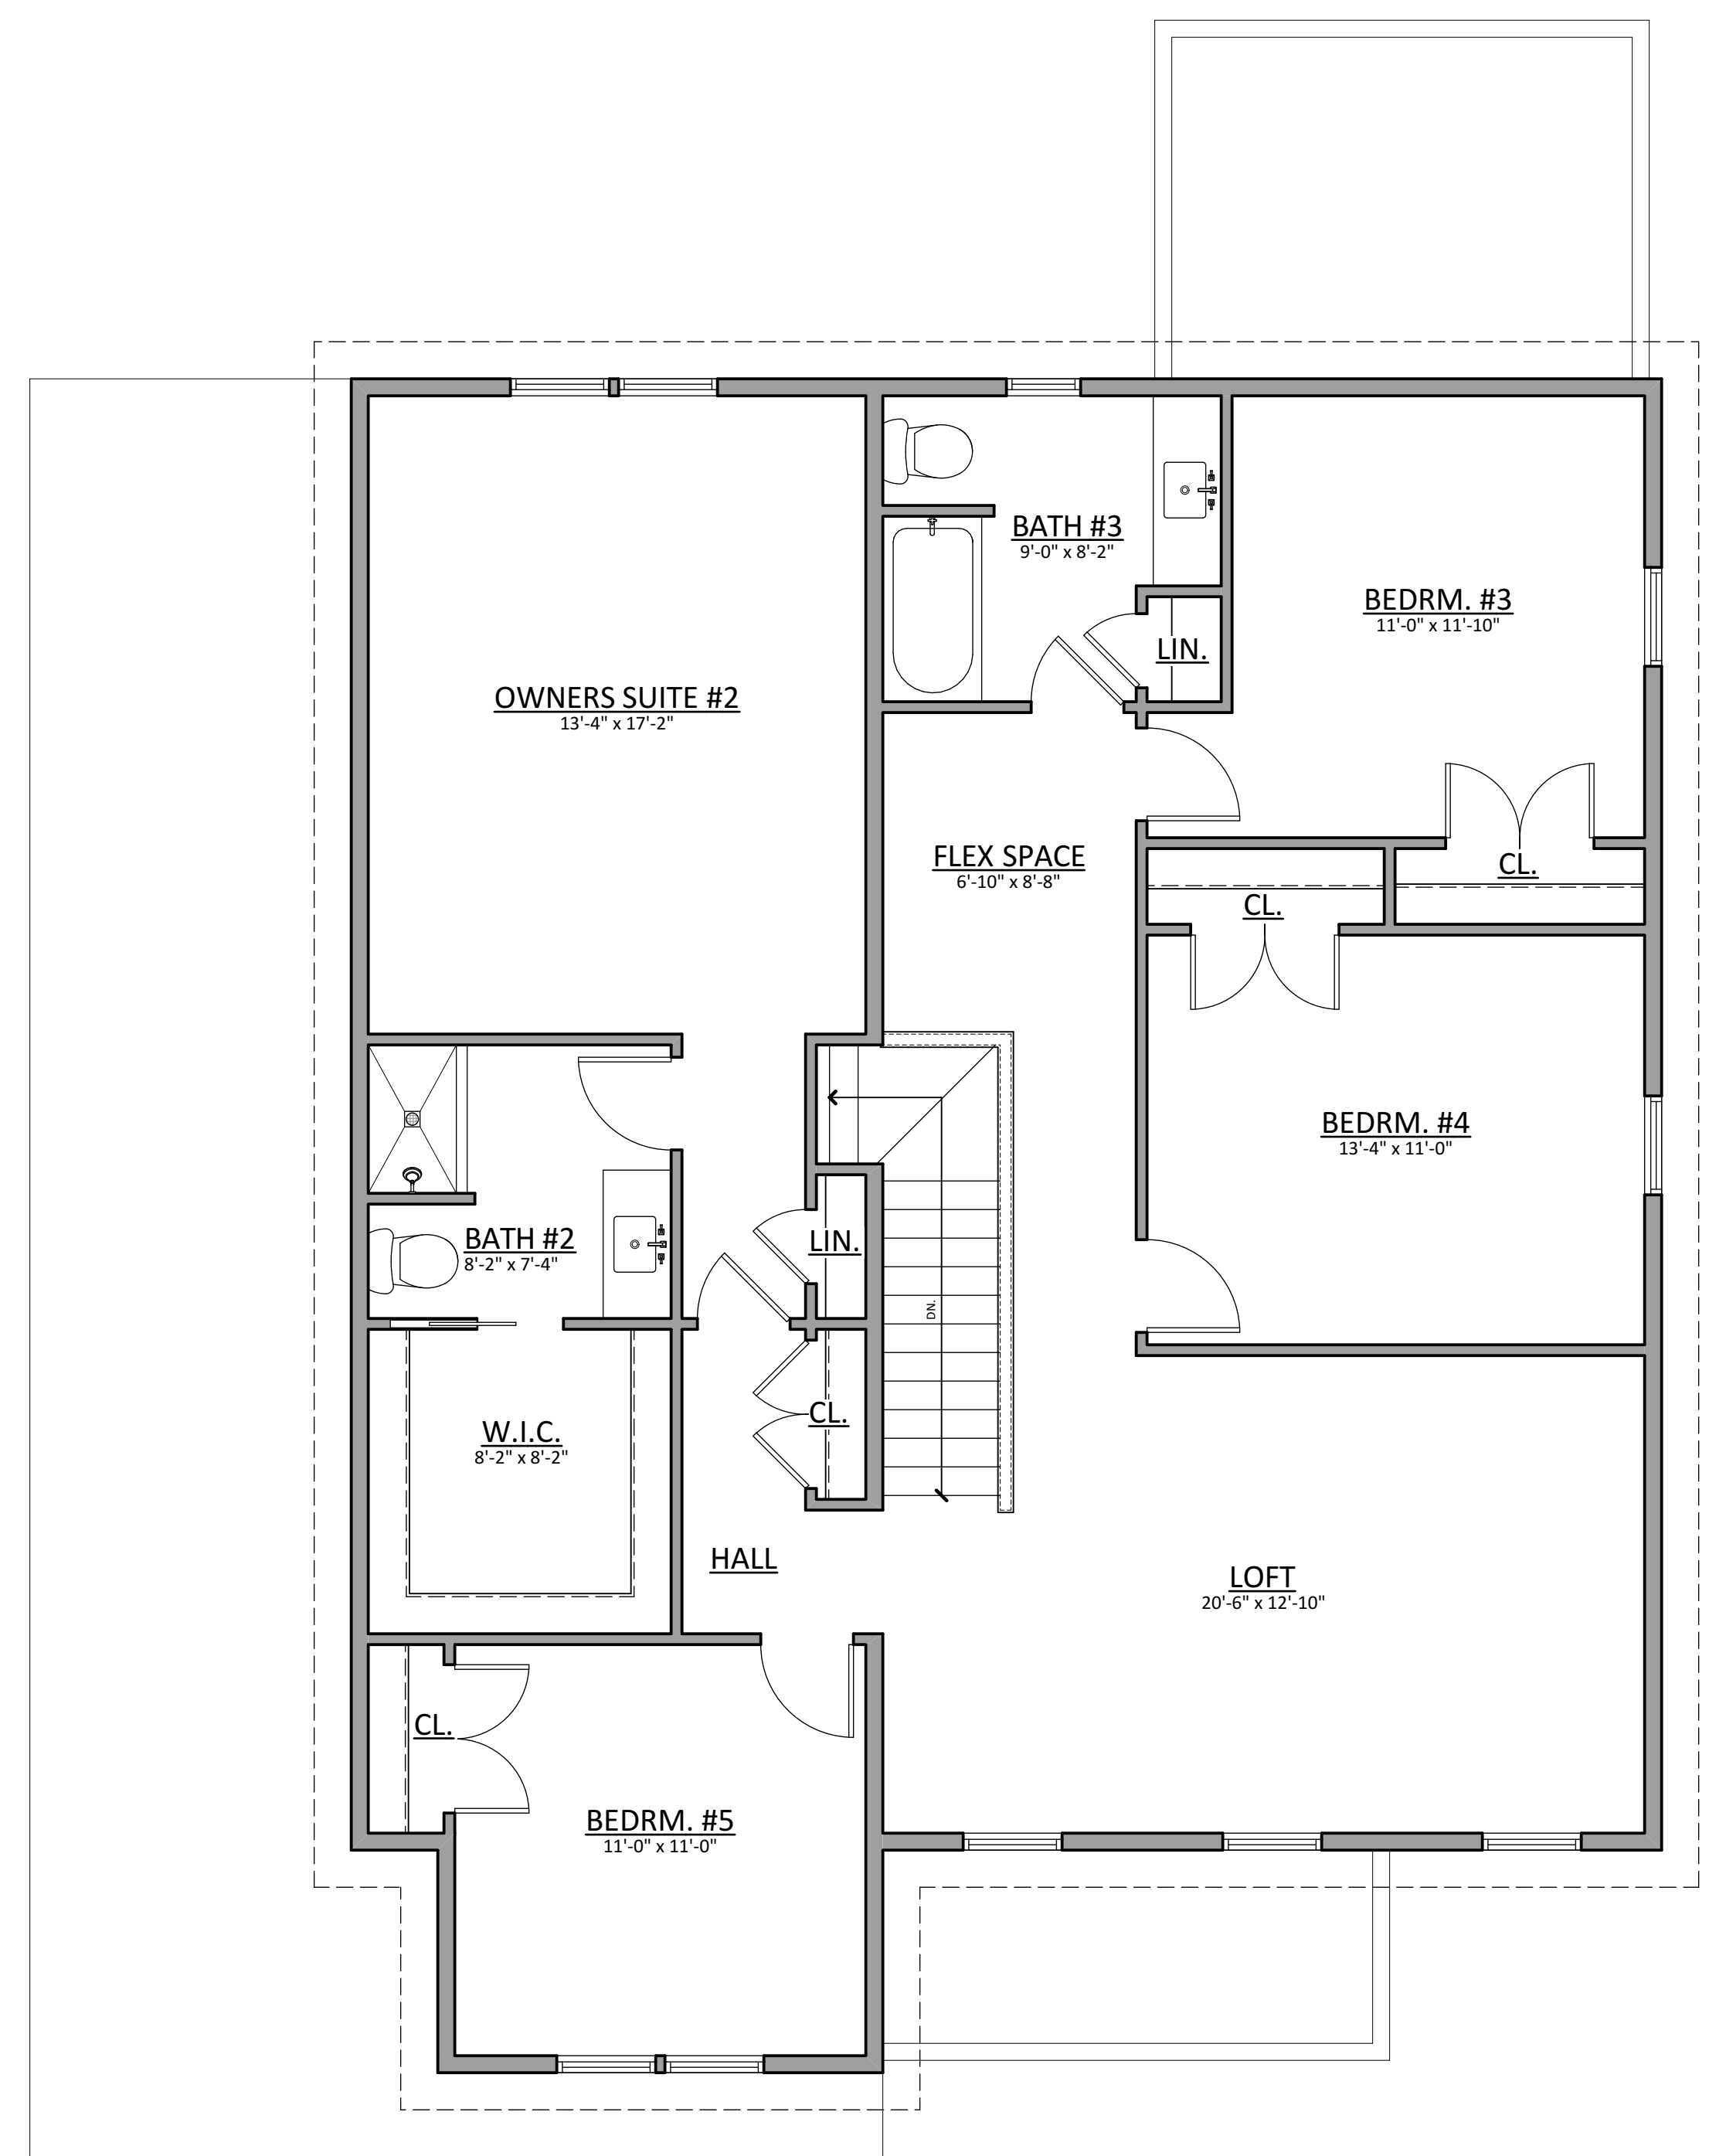 BATH #3
9'-0" x 8'-2"
BEDRM. #3
11'-0" x 11'-10"
LIN.
OWNERS SUITE #2
13'-4" x 17'-2"
FLEX SPACE
6'-10" x 8'-8"
CL.
CL.
BEDRM. #4
13'-4" x 11'-0"
BATH #2
8'-2" x 7'-4"
LIN.
DN.
CL.
W.I.C.
8'-2" x 8'-2"
HALL
LOFT
20'-6" x 12'-10"
CL.
BEDRM. #5
11'-0" x 11'-0"